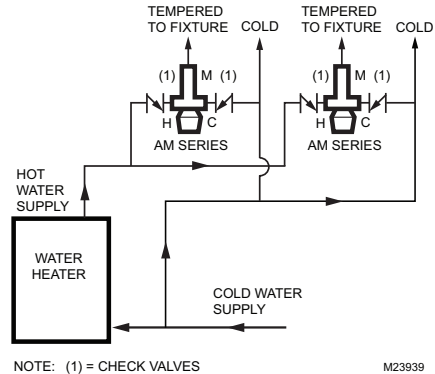 TEMPERED
TO FIXTURE
COLD
TEMPERED
TO FIXTURE
COLD
(1)
M
(1)
H
C
AM SERIES
(1)
M
(1)
H
C
AM SERIES
HOT
WATER
SUPPLY
WATER
HEATER
COLD WATER
SUPPLY
NOTE: (1) = CHECK VALVES
M23939